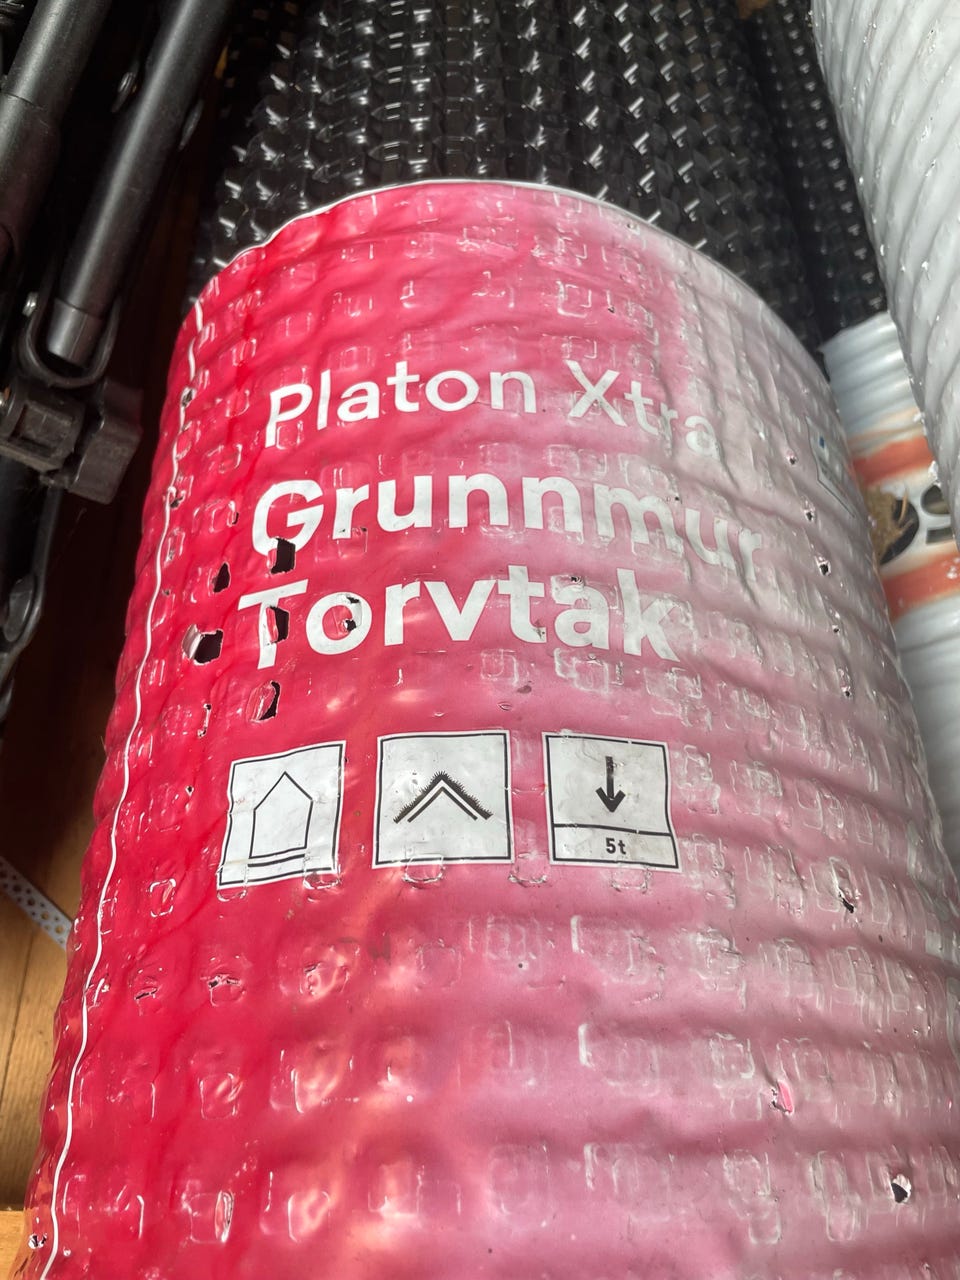 Platon Xtra
Grunnmur
Torvtak
5t